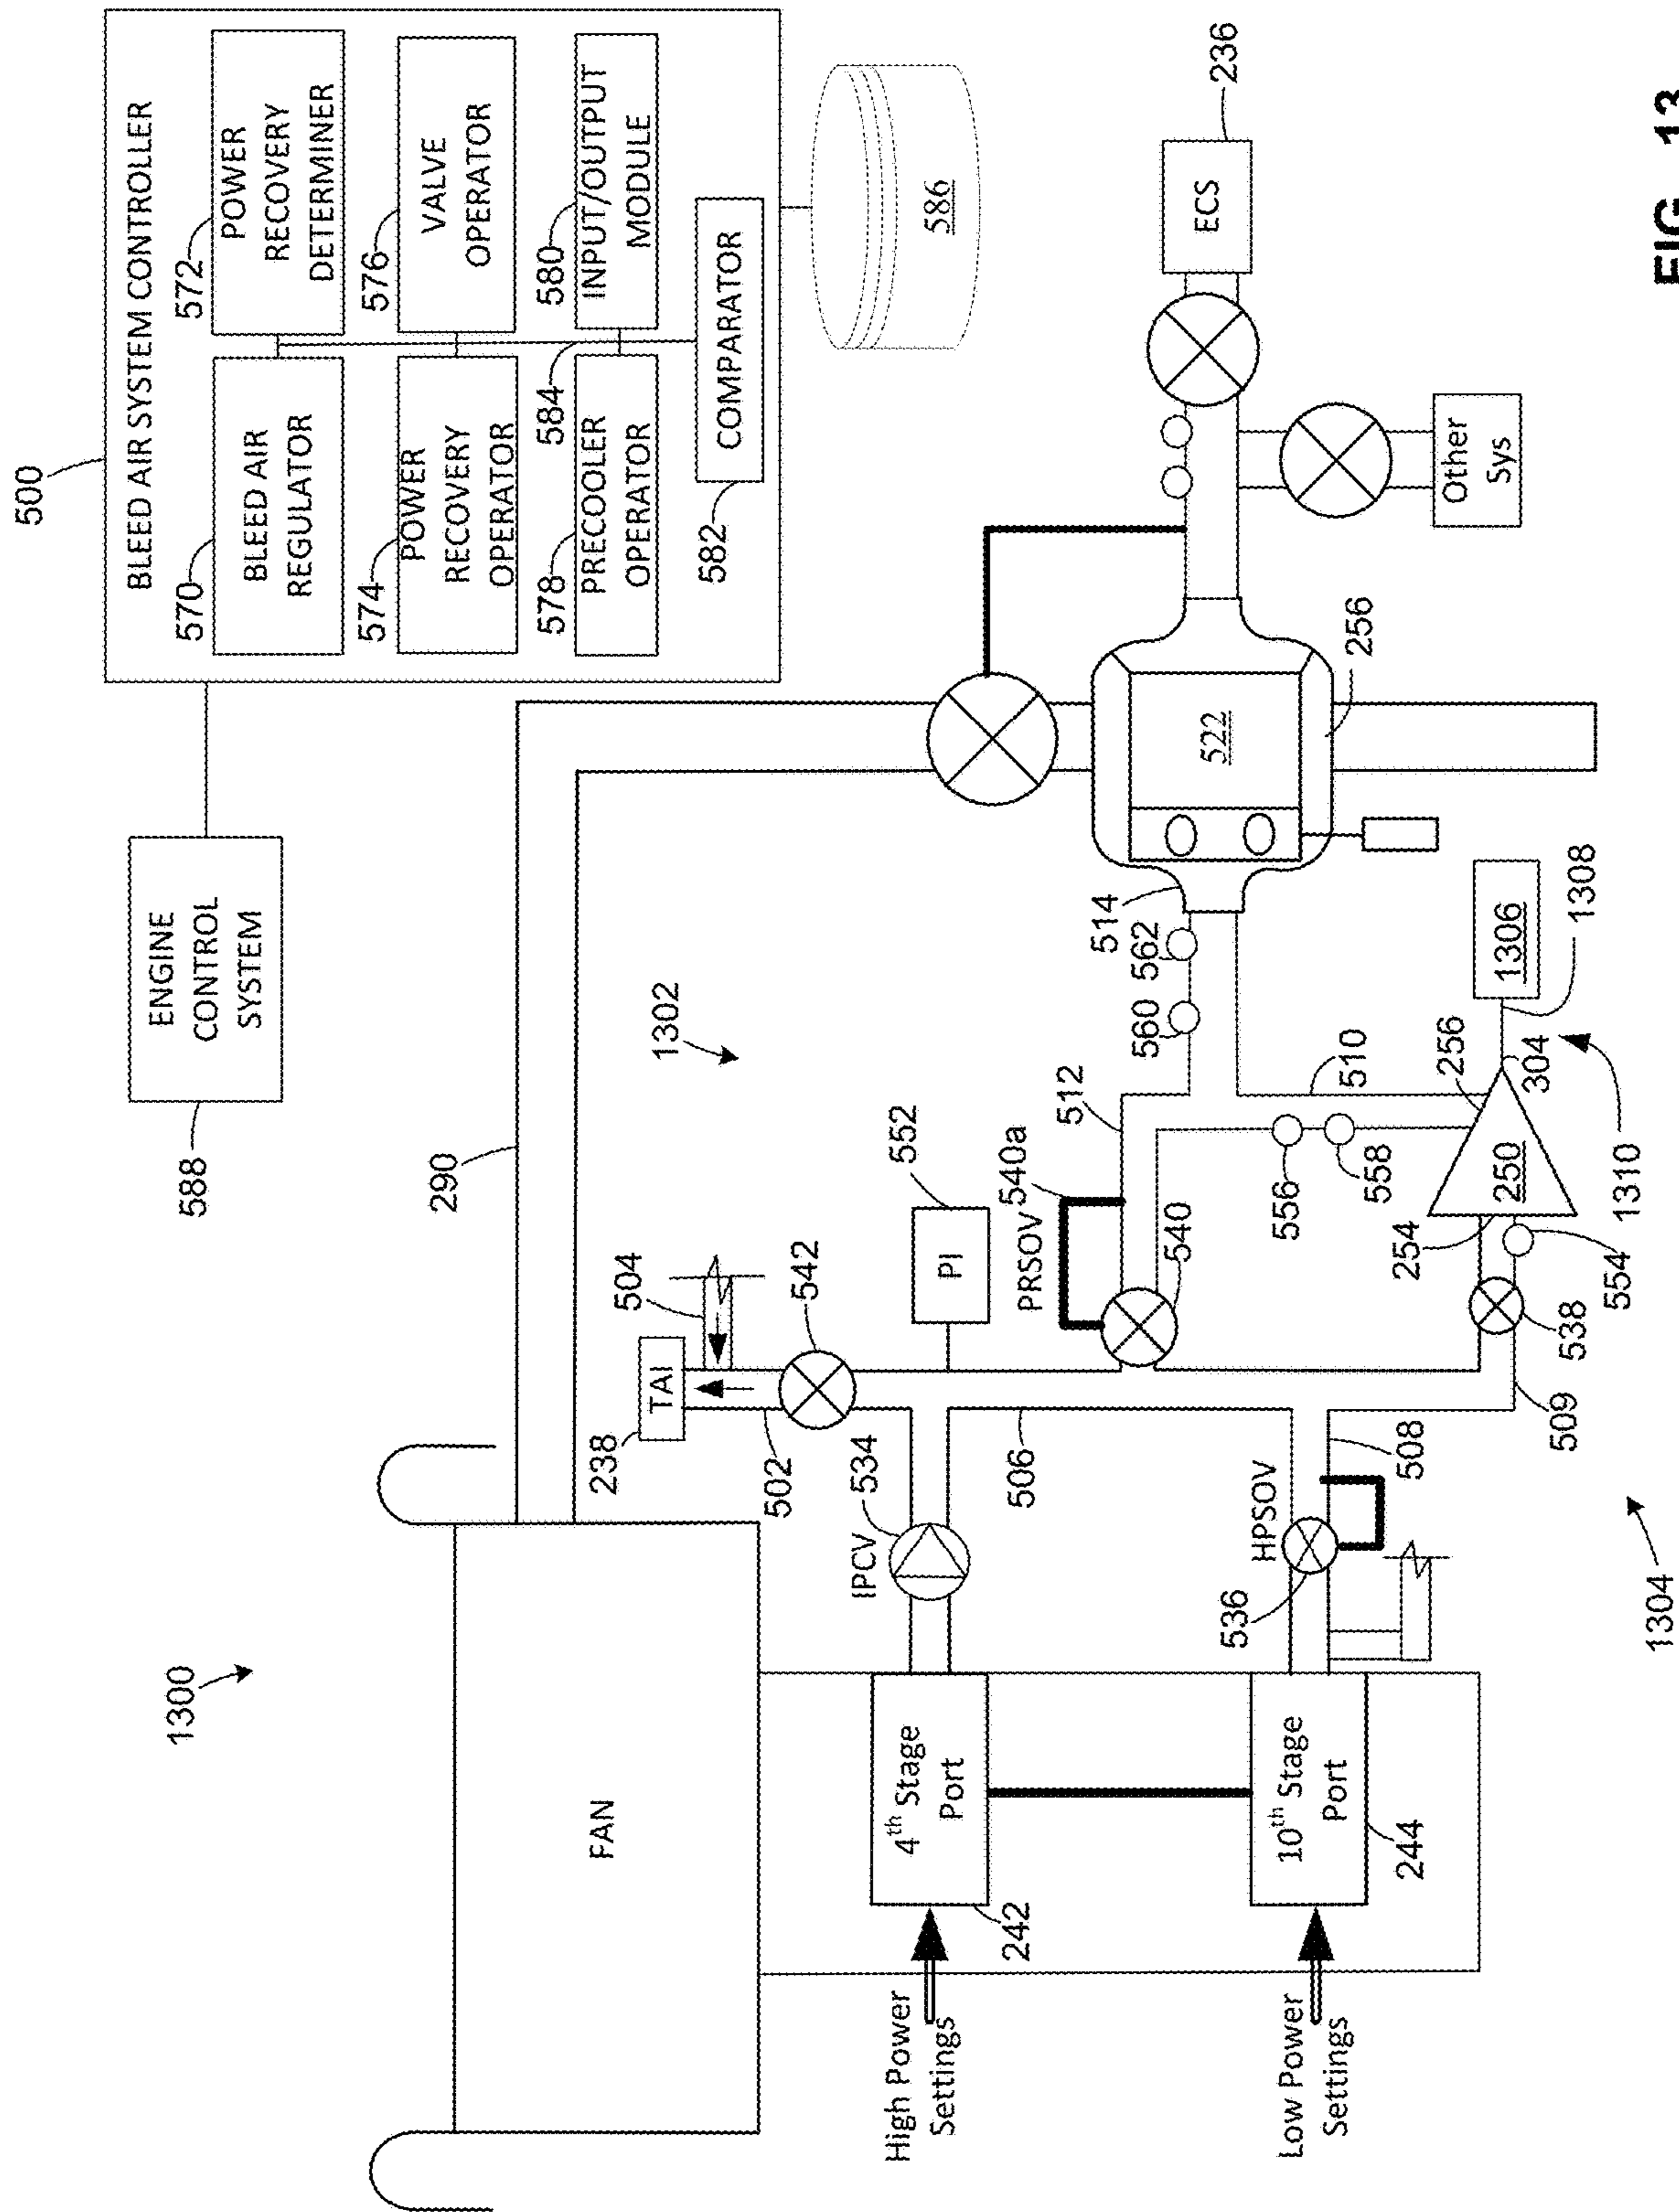 500
BLEED AIR SYSTEM CONTROLLER
570
BLEED AIR
REGULATOR
572
POWER
RECOVERY
DETERMINER
574
POWER
RECOVERY
OPERATOR
576
VALVE
OPERATOR
578
PRECOOLER
OPERATOR
584
580
INPUT/OUTPUT
MODULE
582
COMPARATOR
586
588
ENGINE
CONTROL
SYSTEM
1300
290
1302
FAN
238
TAI
504
502
542
552
PI
IPCV
534
506
PRSOV
540a
540
512
560
562
514
522
256
ECS
236
Other
Sys
High Power
Settings
4th Stage
Port
242
Low Power
Settings
10th Stage
Port
244
HPSOV
536
508
509
538
554
254
250
556
558
256
510
304
1306
1308
1310
1304
FIG. 13